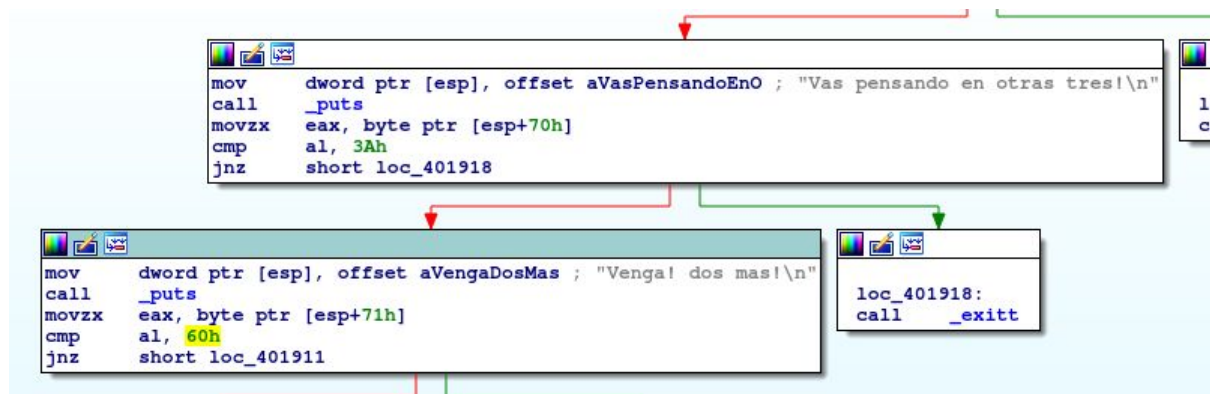 mov dword ptr [esp], offset aVasPensandoEnO ; "Vas pensando en otras tres!\n"
call _puts
movzx eax, byte ptr [esp+70h]
cmp al, 3Ah
jnz short loc_401918
l
c
mov dword ptr [esp], offset aVengaDosMas ; "Venga! dos mas!\n"
call _puts
movzx eax, byte ptr [esp+71h]
cmp al, 60h
jnz short loc_401911
loc_401918:
call _exitt